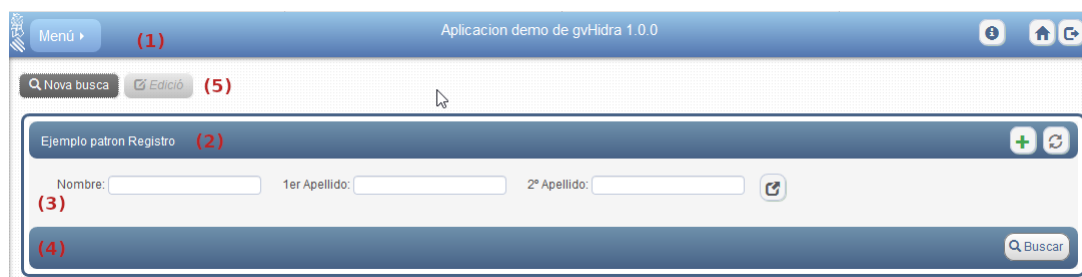 Menú (1) Aplicacion demo de gvHidra 1.0.0
Nova busca Edició (5)
Ejemplo patron Registro (2)
Nombre: 1er Apellido: 2º Apellido:
(3)
(4) Buscar